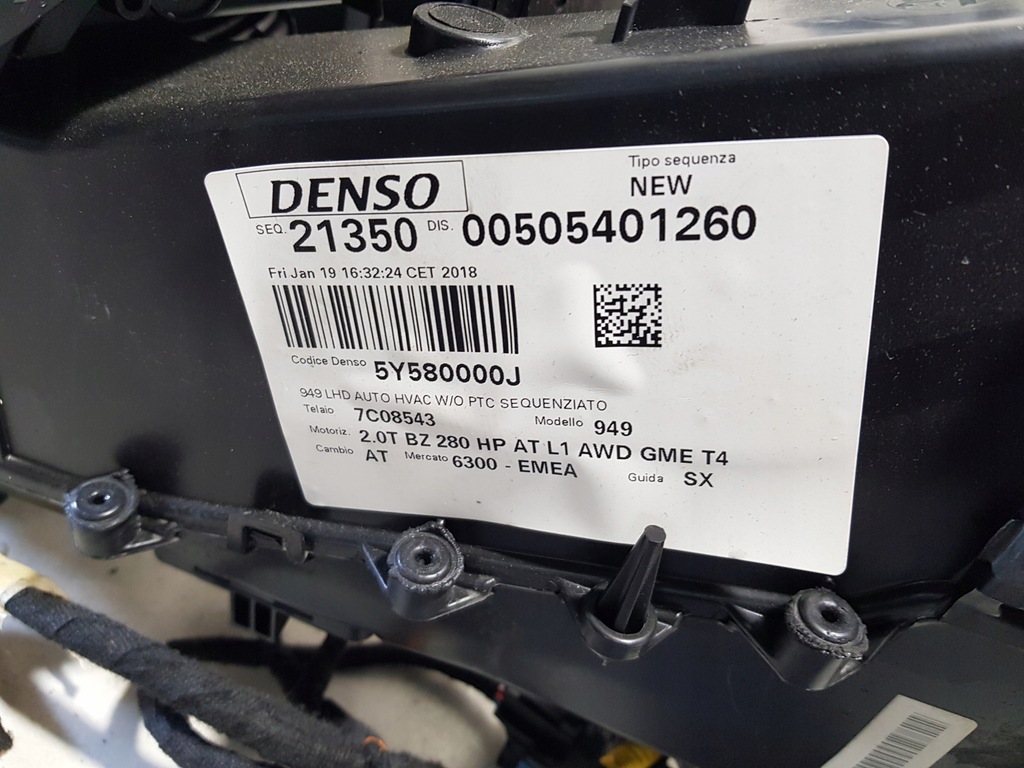 DENSO
Tipo sequenza
NEW
SEQ. 21350 DIS. 00505401260
Fri Jan 19 16:32:24 CET 2018
Codice Denso 5Y580000J
949 LHD AUTO HVAC W/O PTC SEQUENZIATO
Telaio 7C08543 Modello 949
Motoriz. 2.0T BZ 280 HP AT L1 AWD GME T4
Cambio AT Mercato 6300 - EMEA Guida SX